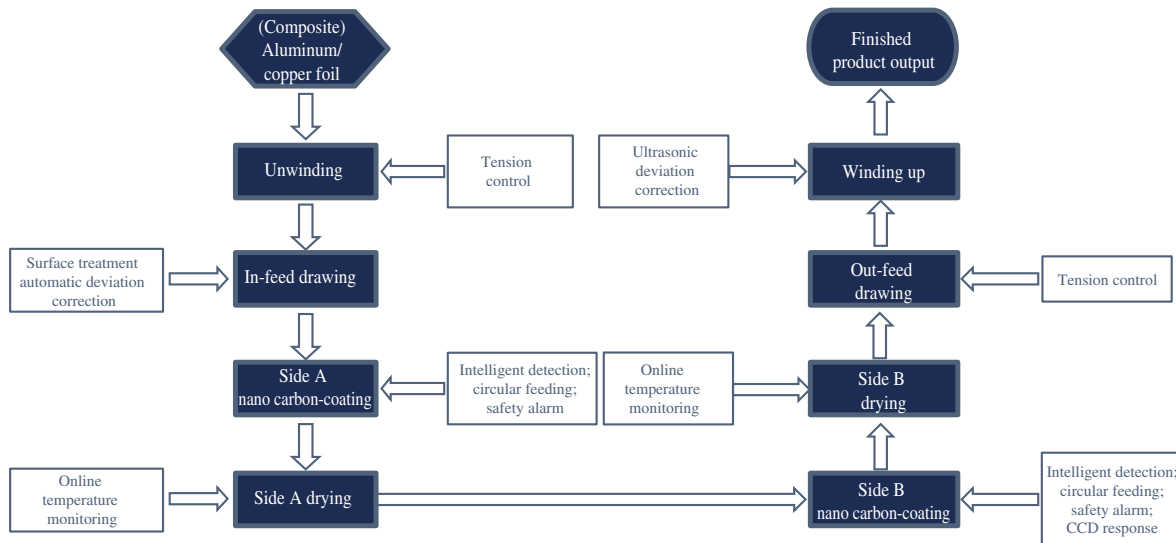 (Composite)
Aluminum/
copper foil
Finished
product output
Unwinding
Tension
control
Ultrasonic
deviation
correction
Winding up
Surface treatment
automatic deviation
correction
In-feed drawing
Out-feed
drawing
Tension control
Side A
nano carbon-coating
Intelligent detection;
circular feeding;
safety alarm
Online
temperature
monitoring
Side B
drying
Online
temperature
monitoring
Side A drying
Side B
nano carbon-coating
Intelligent detection;
circular feeding;
safety alarm;
CCD response